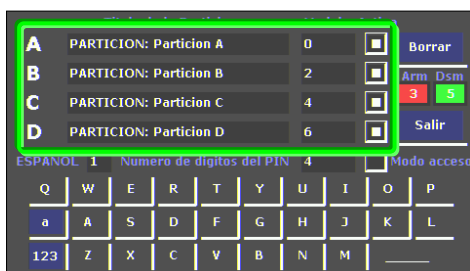 A PARTICION: Particion A 0 Borrar
B PARTICION: Particion B 2 Arm Dsm
C PARTICION: Particion C 4 3 5
D PARTICION: Particion D 6 Salir
ESPAÑOL 1 Numero de digitos del PIN 4 Modo acceso
Q W E R T Y U I O P
a A S D F G H J K L
123 Z X C V B N M